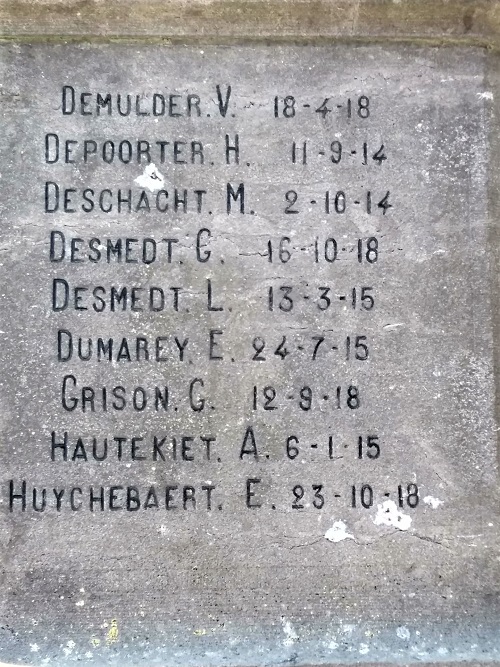 DEMULDER. V. 18-4-18
DEPOORTER. H. 11-9-14
DESCHACHT. M. 2-10-14
DESMEDT. G. 16-10-18
DESMEDT. L. 13-3-15
DUMAREY. E. 24-7-15
GRISON. G. 12-9-18
HAUTEKIET. A. 6-1-15
HUYGHEBAERT. E. 23-10-18